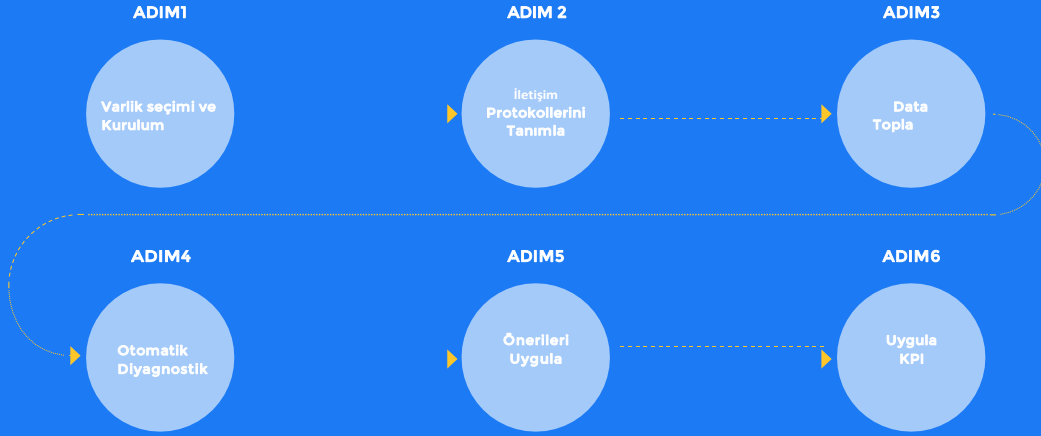 ADIM1
Varlik seçimi ve
Kurulum
ADIM 2
İletişim
Protokollerini
Tanımla
ADIM3
Data
Topla
ADIM4
Otomatik
Diyagnostik
ADIM5
Önerileri
Uygula
ADIM6
Uygula
KPI